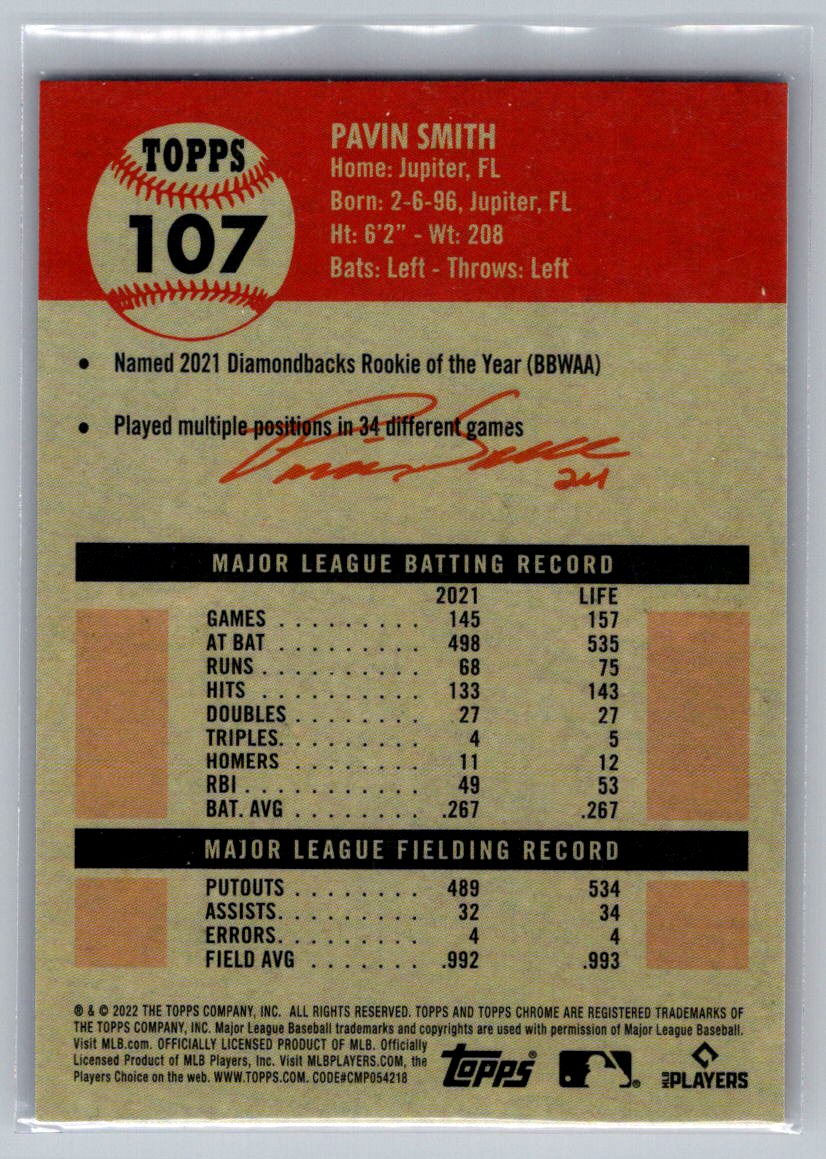 TOPPS
107
PAVIN SMITH
Home: Jupiter, FL
Born: 2-6-96, Jupiter, FL
Ht: 6'2" - Wt: 208
Bats: Left - Throws: Left
• Named 2021 Diamondbacks Rookie of the Year (BBWAA)
• Played multiple positions in 34 different games
Pavin Smith 24
MAJOR LEAGUE BATTING RECORD
2021 LIFE
GAMES . . . . . . . . . 145 157
AT BAT . . . . . . . . . 498 535
RUNS . . . . . . . . . . 68 75
HITS . . . . . . . . . . 133 143
DOUBLES . . . . . . . . 27 27
TRIPLES. . . . . . . . . 4 5
HOMERS . . . . . . . . 11 12
RBI . . . . . . . . . . . 49 53
BAT. AVG . . . . . . . . .267 .267
MAJOR LEAGUE FIELDING RECORD
PUTOUTS . . . . . . . . 489 534
ASSISTS. . . . . . . . . 32 34
ERRORS. . . . . . . . . 4 4
FIELD AVG . . . . . . . .992 .993
® & © 2022 THE TOPPS COMPANY, INC. ALL RIGHTS RESERVED. TOPPS AND TOPPS CHROME ARE REGISTERED TRADEMARKS OF
THE TOPPS COMPANY, INC. Major League Baseball trademarks and copyrights are used with permission of Major League Baseball.
Visit MLB.com. OFFICIALLY LICENSED PRODUCT OF MLB. Officially
Licensed Product of MLB Players, Inc. Visit MLBPLAYERS.COM, the
Players Choice on the web. WWW.TOPPS.COM. CODE#CMP054218
topps®
®
MLB PLAYERS